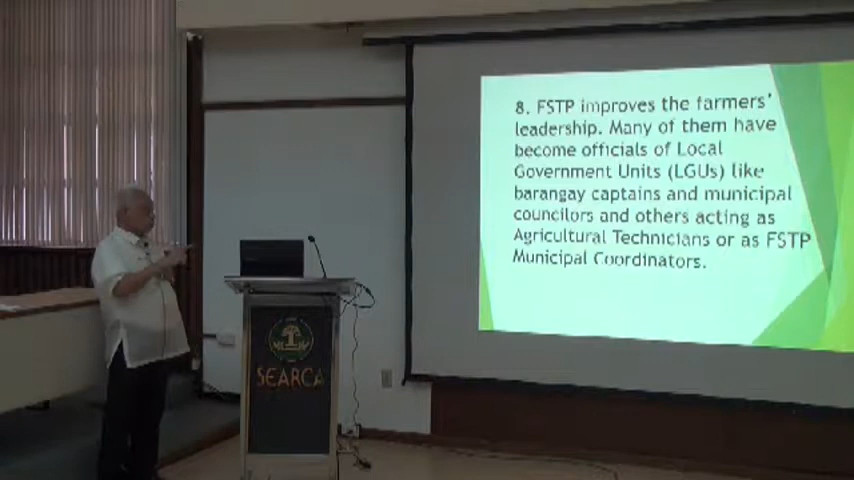 8. FSTP improves the farmers'
leadership. Many of them have
become officials of Local
Government Units (LGUs) like
barangay captains and municipal
councilors and others acting as
Agricultural Technicians or as FSTP
Municipal Coordinators.
SEARCA